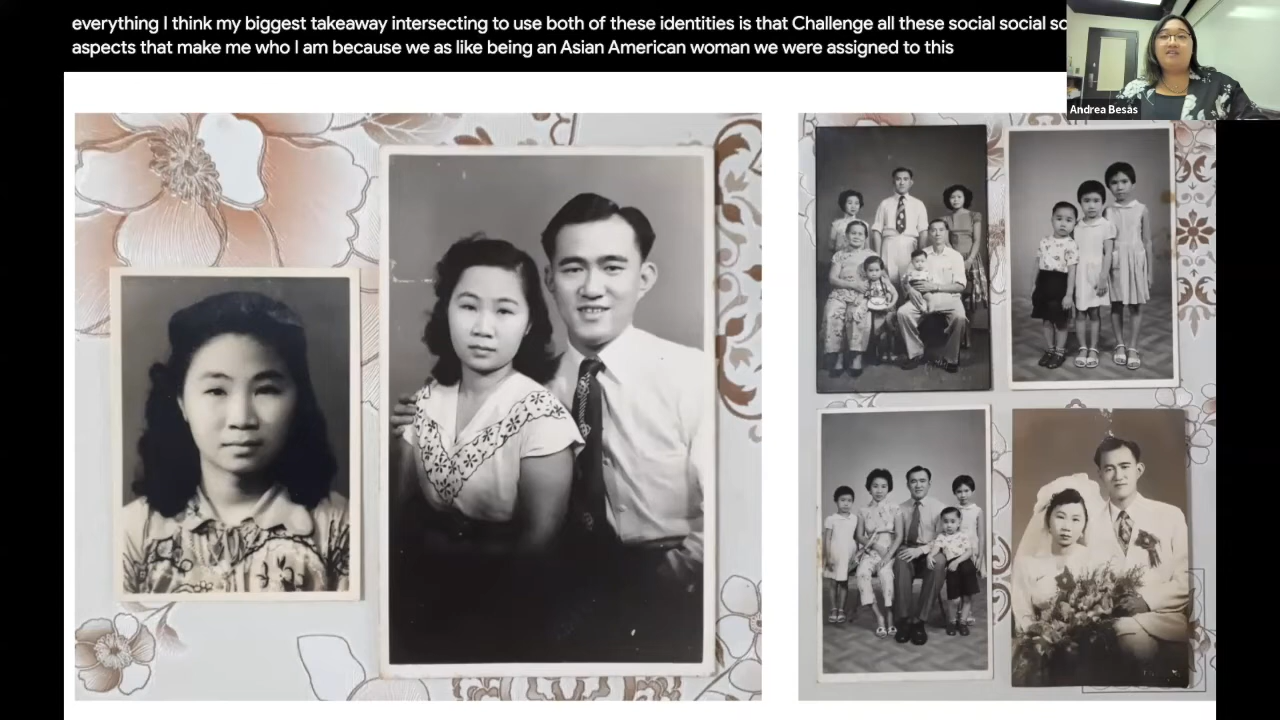 everything I think my biggest takeaway intersecting to use both of these identities is that Challenge all these social social
aspects that make me who I am because we as like being an Asian American woman we were assigned to this
Andrea Besas